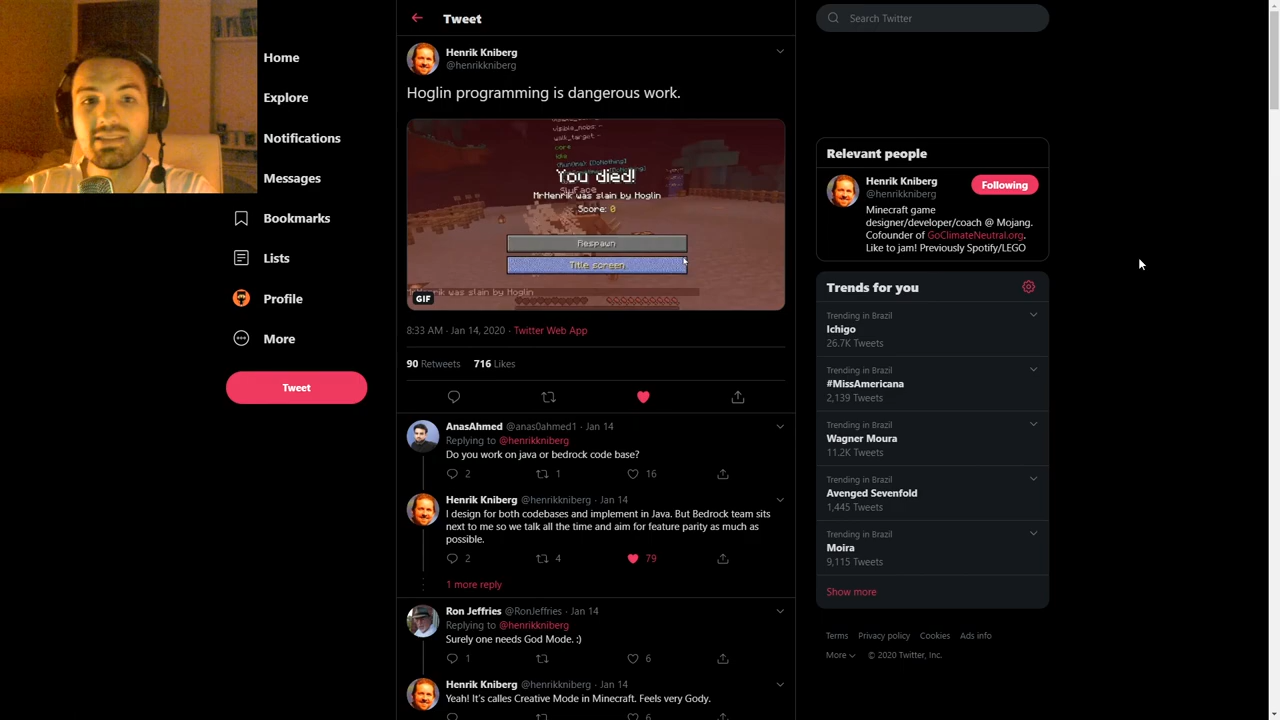 Home
Explore
Notifications
Messages
Bookmarks
Lists
Profile
More
Tweet
Tweet
Henrik Kniberg
@henrikkniberg
Hoglin programming is dangerous work.
visible_mobs: -
walk_target: -
core
idle
You died!
MrHenrik was slain by Hoglin
Score: 0
Respawn
Title screen
was slain by Hoglin
GIF
8:33 AM · Jan 14, 2020 · Twitter Web App
90 Retweets 716 Likes
AnasAhmed @anas0ahmed1 · Jan 14
Replying to @henrikkniberg
Do you work on java or bedrock code base?
2 1 16
Henrik Kniberg @henrikkniberg · Jan 14
I design for both codebases and implement in Java. But Bedrock team sits
next to me so we talk all the time and aim for feature parity as much as
possible.
2 4 79
1 more reply
Ron Jeffries @RonJeffries · Jan 14
Replying to @henrikkniberg
Surely one needs God Mode. :)
1 6
Henrik Kniberg @henrikkniberg · Jan 14
Yeah! It's calles Creative Mode in Minecraft. Feels very Gody.
6
Search Twitter
Relevant people
Henrik Kniberg
@henrikkniberg
Following
Minecraft game
designer/developer/coach @ Mojang.
Cofounder of GoClimateNeutral.org.
Like to jam! Previously Spotify/LEGO
Trends for you
Trending in Brazil
Ichigo
26.7K Tweets
Trending in Brazil
#MissAmericana
2,139 Tweets
Trending in Brazil
Wagner Moura
11.2K Tweets
Trending in Brazil
Avenged Sevenfold
1,445 Tweets
Trending in Brazil
Moira
9,115 Tweets
Show more
Terms Privacy policy Cookies Ads info
More © 2020 Twitter, Inc.